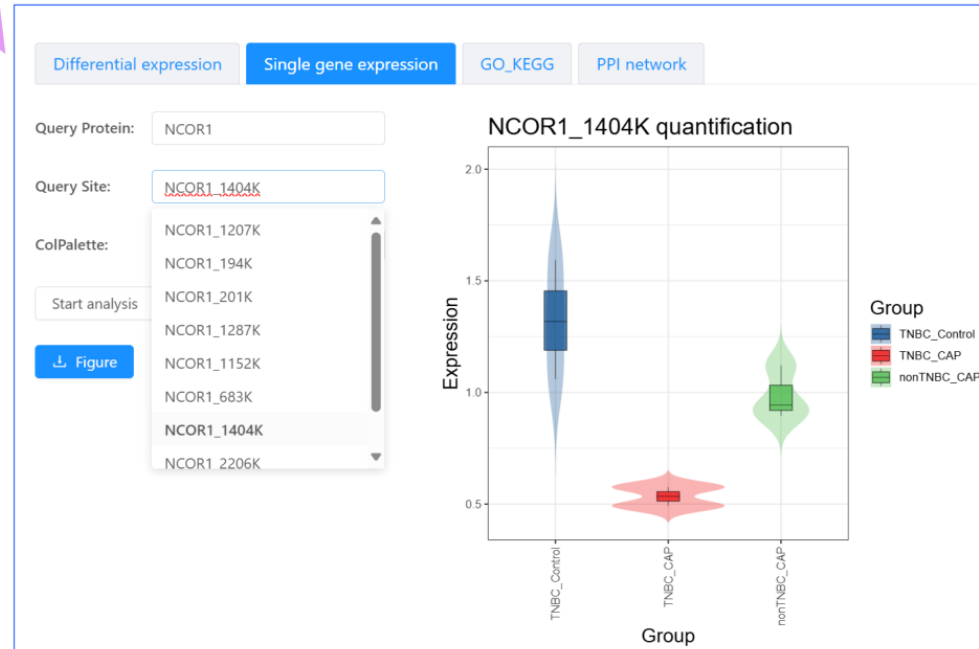 Differential expression
Single gene expression
GO_KEGG
PPI network
Query Protein:
NCOR1
Query Site:
NCOR1_1404K
NCOR1_1207K
NCOR1_194K
NCOR1_201K
NCOR1_1287K
NCOR1_1152K
NCOR1_683K
NCOR1_1404K
NCOR1_2206K
ColPalette:
Start analysis
Figure
NCOR1_1404K quantification
Expression
2.0
1.5
1.0
0.5
TNBC_Control
TNBC_CAP
nonTNBC_CAP
Group
Group
TNBC_Control
TNBC_CAP
nonTNBC_CAP